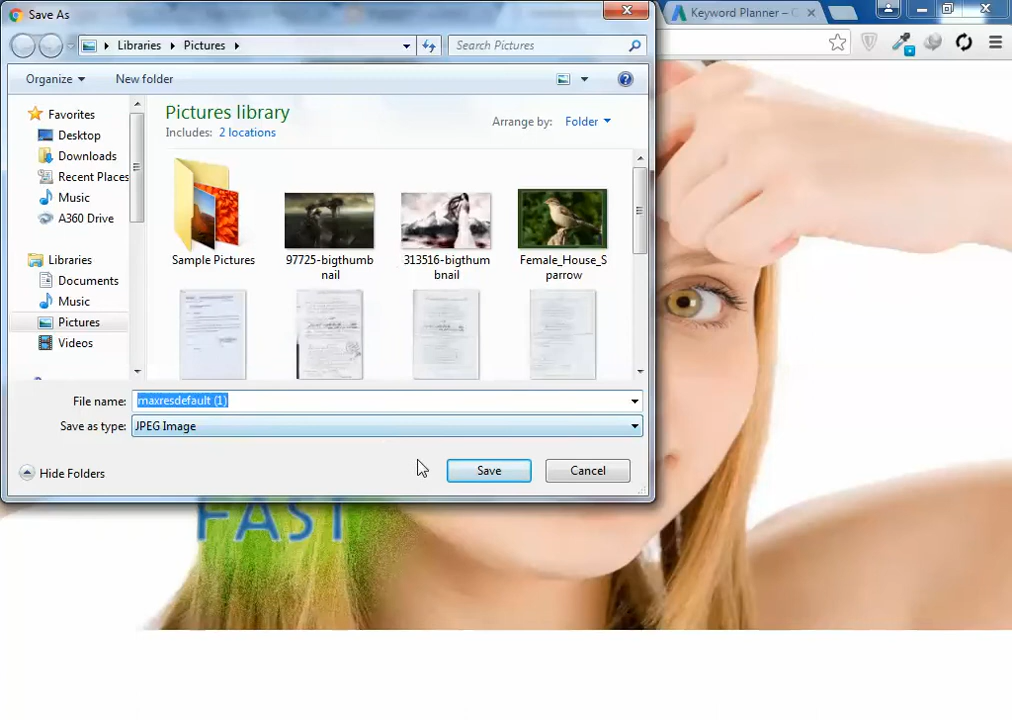 Save As
Keyword Planner – C
Libraries
Pictures
Search Pictures
Organize
New folder
Favorites
Desktop
Downloads
Recent Places
Music
A360 Drive
Libraries
Documents
Music
Pictures
Videos
Pictures library
Includes: 2 locations
Arrange by: Folder
Sample Pictures
97725-bigthumb
nail
313516-bigthum
bnail
Female_House_S
parrow
File name: maxresdefault (1)
Save as type: JPEG Image
Hide Folders
Save
Cancel
FAST